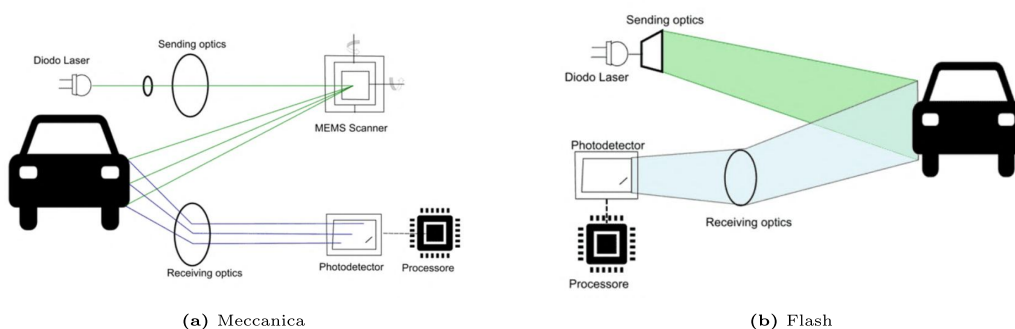 Sending optics
Diodo Laser
MEMS Scanner
Receiving optics
Photodetector
Processore
(a) Meccanica
Sending optics
Diodo Laser
Photodetector
Receiving optics
Processore
(b) Flash